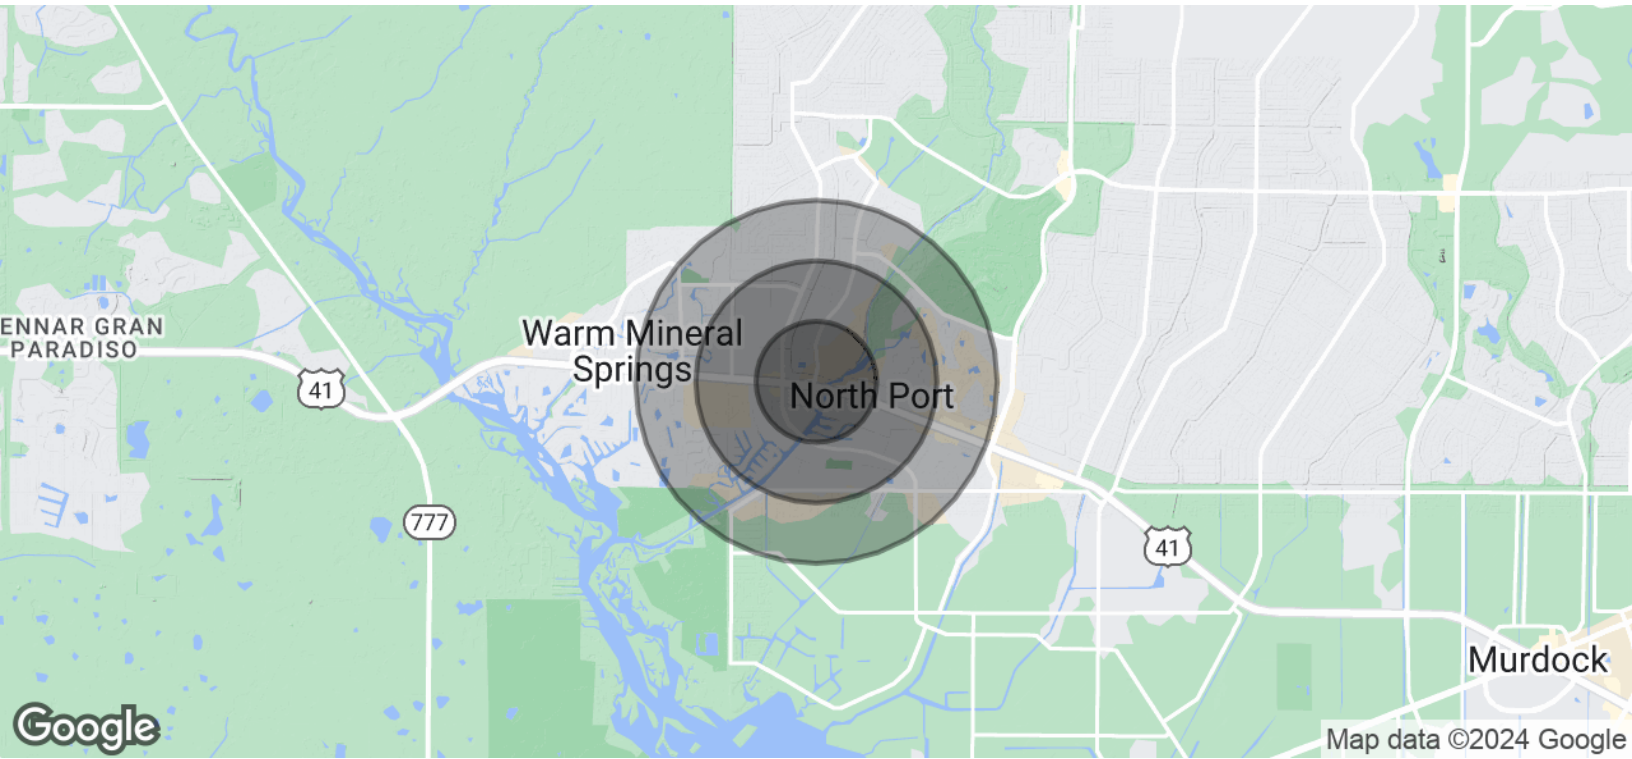 ENNAR GRAN
PARADISO
Warm Mineral
Springs
41
North Port
777
41
Murdock
Google
Map data ©2024 Google